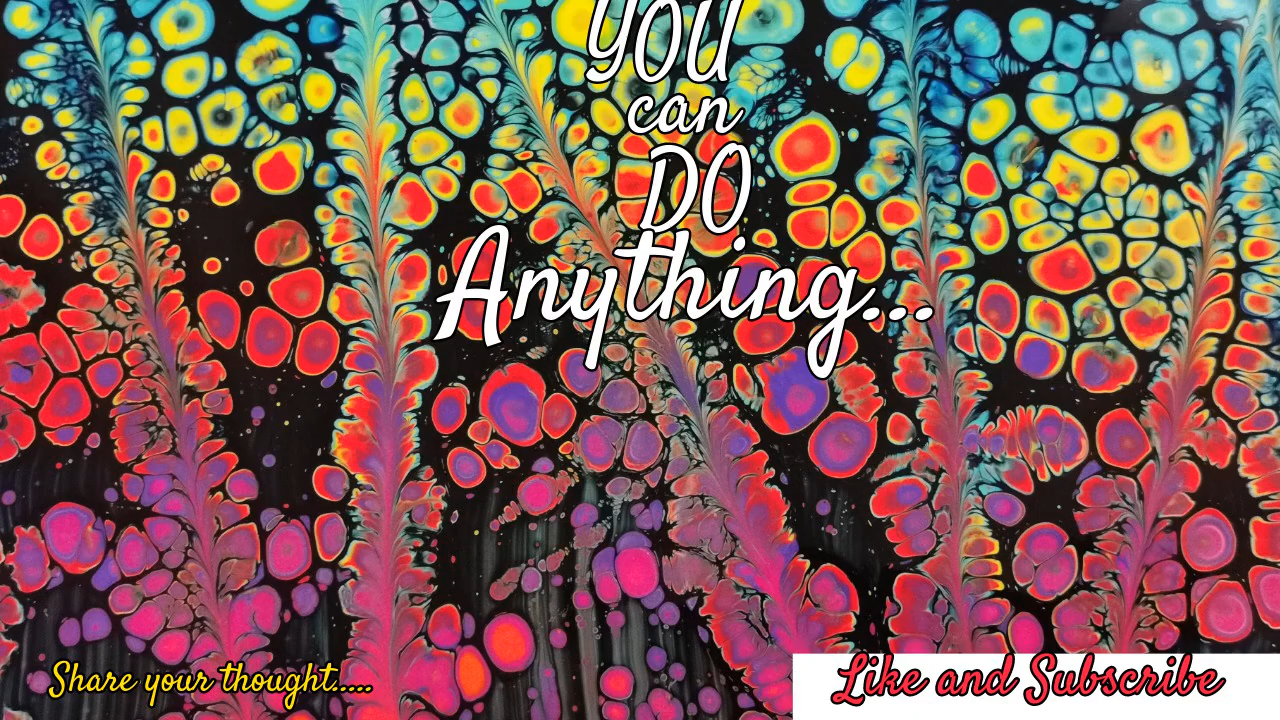 YOU
can
DO
Anything...
Share your thought.....
Like and Subscribe